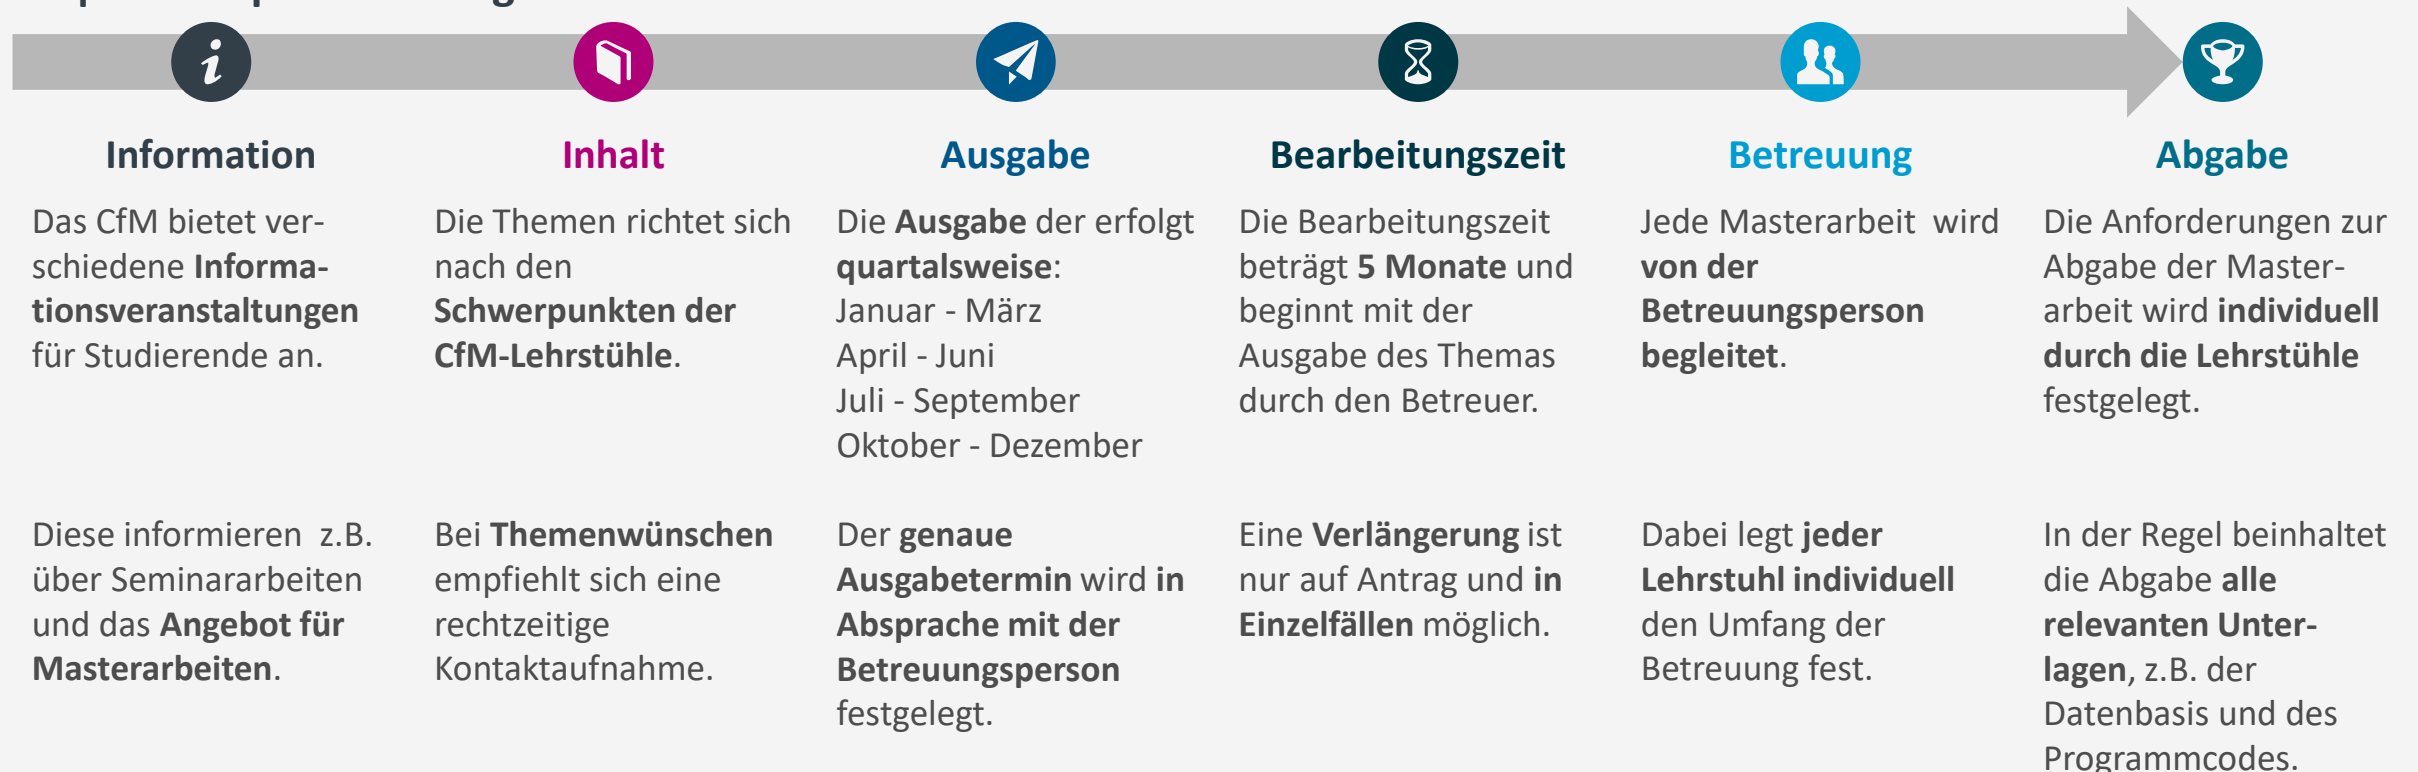 Information
Das CfM bietet ver-
schiedene Informa-
tionsveranstaltungen
für Studierende an.
Diese informieren z.B.
über Seminararbeiten
und das Angebot für
Masterarbeiten.
Inhalt
Die Themen richtet sich
nach den
Schwerpunkten der
CfM-Lehrstühle.
Bei Themenwünschen
empfiehlt sich eine
rechtzeitige
Kontaktaufnahme.
Ausgabe
Die Ausgabe der erfolgt
quartalsweise:
Januar - März
April - Juni
Juli - September
Oktober - Dezember
Der genaue
Ausgabetermin wird in
Absprache mit der
Betreuungsperson
festgelegt.
Bearbeitungszeit
Die Bearbeitungszeit
beträgt 5 Monate und
beginnt mit der
Ausgabe des Themas
durch den Betreuer.
Eine Verlängerung ist
nur auf Antrag und in
Einzelfällen möglich.
Betreuung
Jede Masterarbeit wird
von der
Betreuungsperson
begleitet.
Dabei legt jeder
Lehrstuhl individuell
den Umfang der
Betreuung fest.
Abgabe
Die Anforderungen zur
Abgabe der Master-
arbeit wird individuell
durch die Lehrstühle
festgelegt.
In der Regel beinhaltet
die Abgabe alle
relevanten Unter-
lagen, z.B. der
Datenbasis und des
Programmcodes.